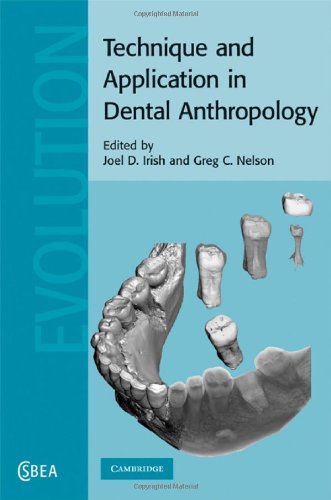 EVOLUTION
Technique and
Application in
Dental Anthropology
Edited by
Joel D. Irish and Greg C. Nelson
CSBEA
CAMBRIDGE